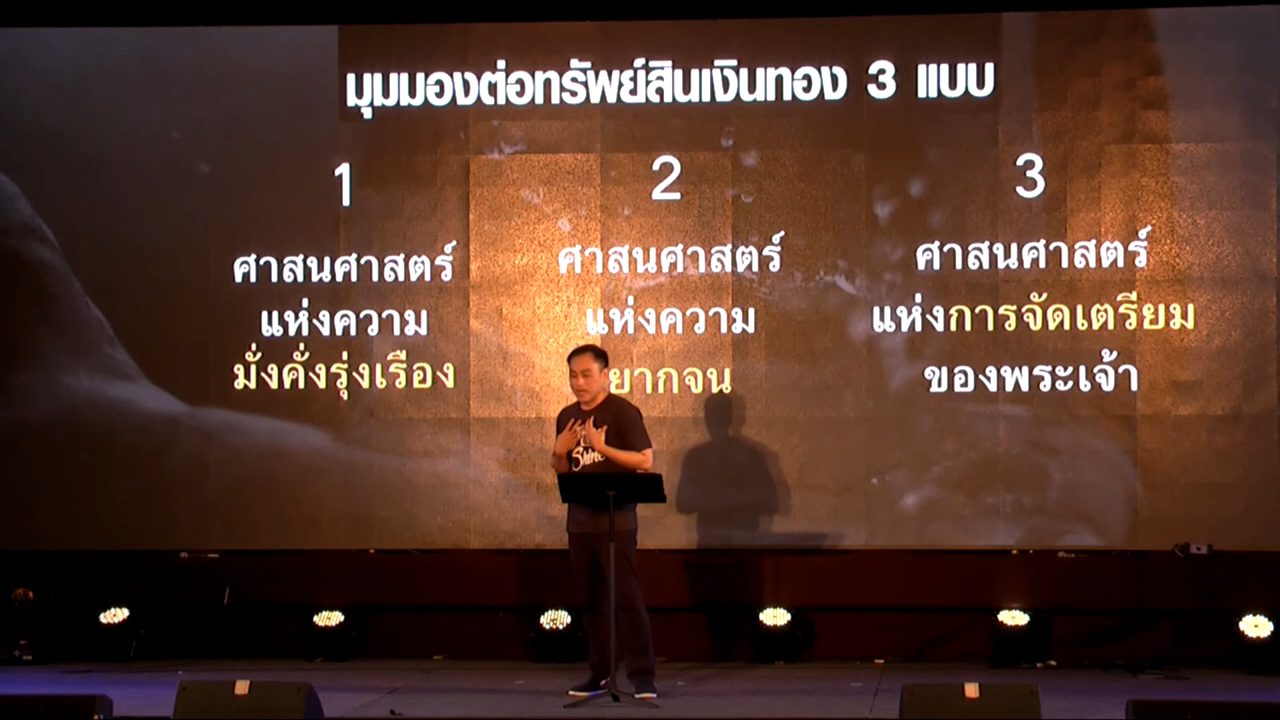 มุมมองต่อทรัพย์สินเงินทอง 3 แบบ
1
ศาสนศาสตร์
แห่งความ
มั่งคั่งรุ่งเรือง
2
ศาสนศาสตร์
แห่งความ
ยากจน
3
ศาสนศาสตร์
แห่งการจัดเตรียม
ของพระเจ้า
Shine